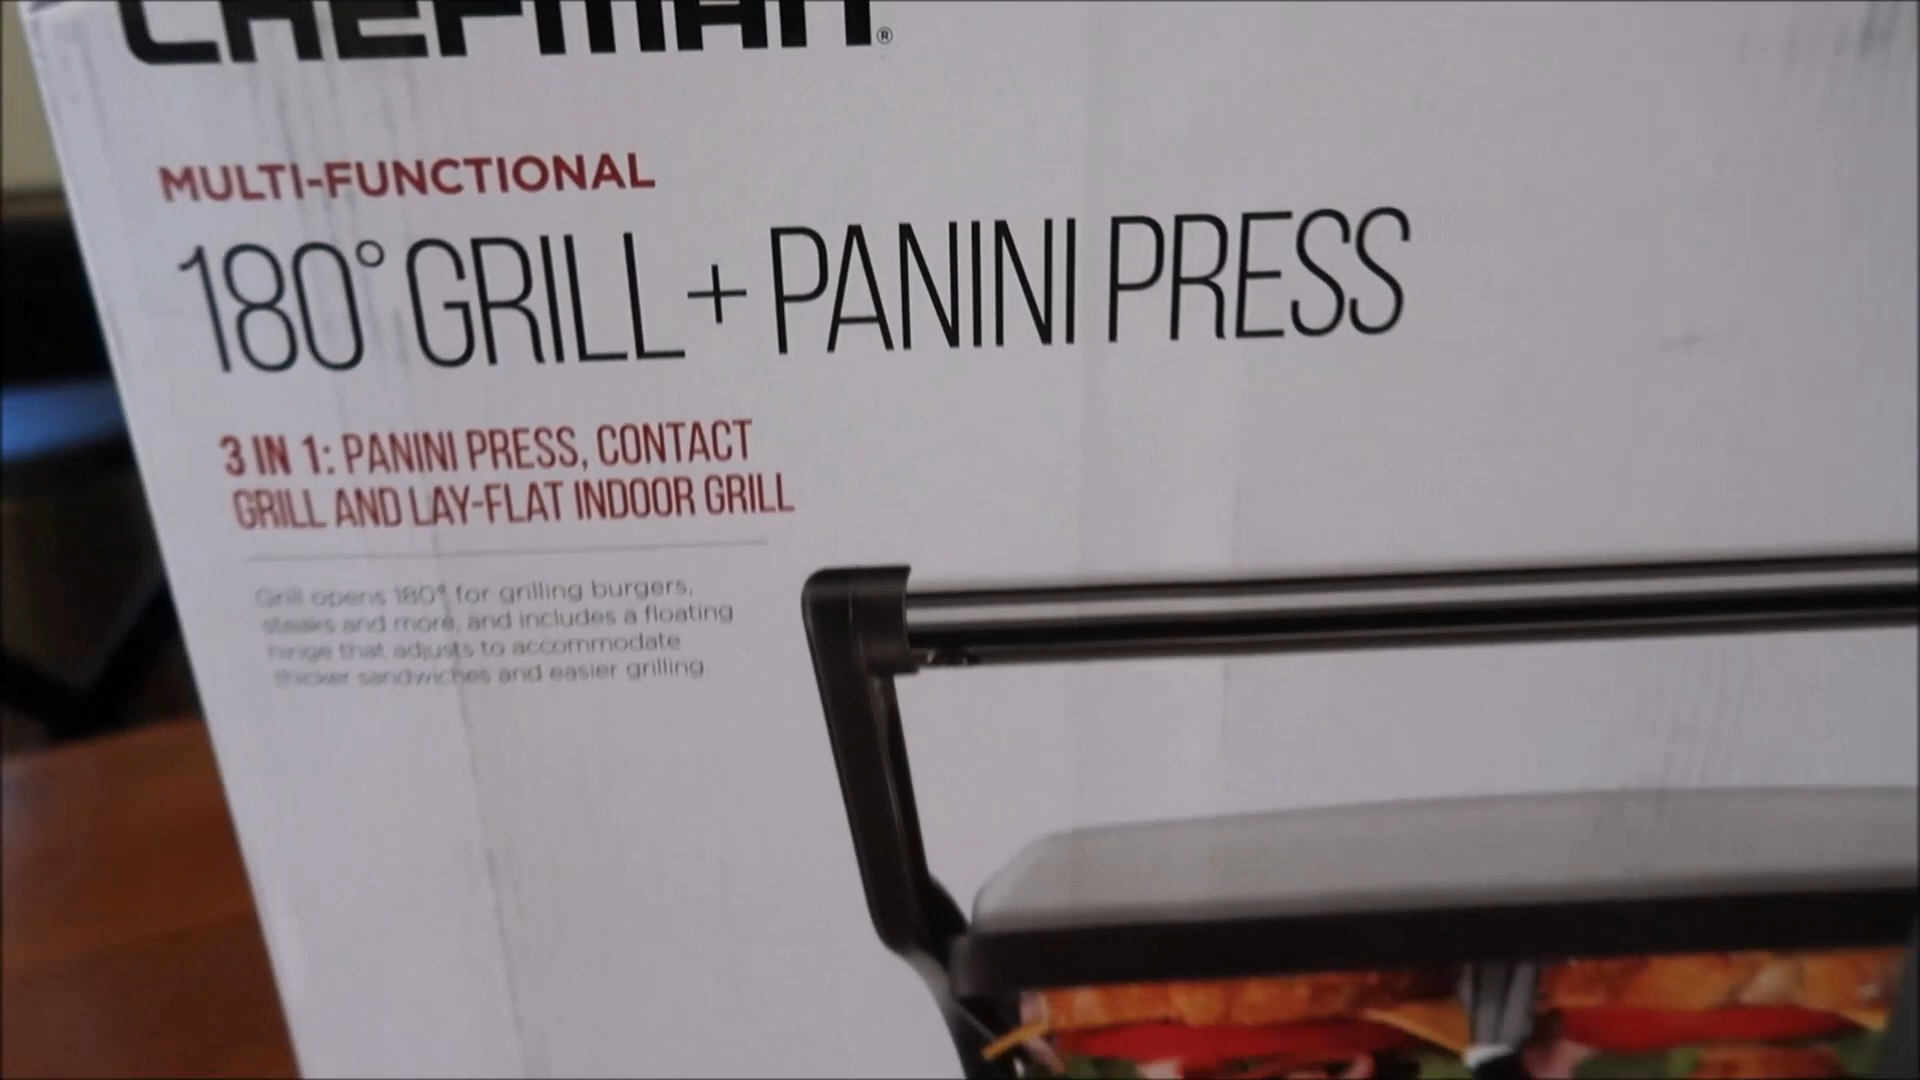 CHEFMAN®
MULTI-FUNCTIONAL
180° GRILL + PANINI PRESS
3 IN 1: PANINI PRESS, CONTACT
GRILL AND LAY-FLAT INDOOR GRILL
Grill opens 180° for grilling burgers,
steaks and more, and includes a floating
hinge that adjusts to accommodate
thicker sandwiches and easier grilling.